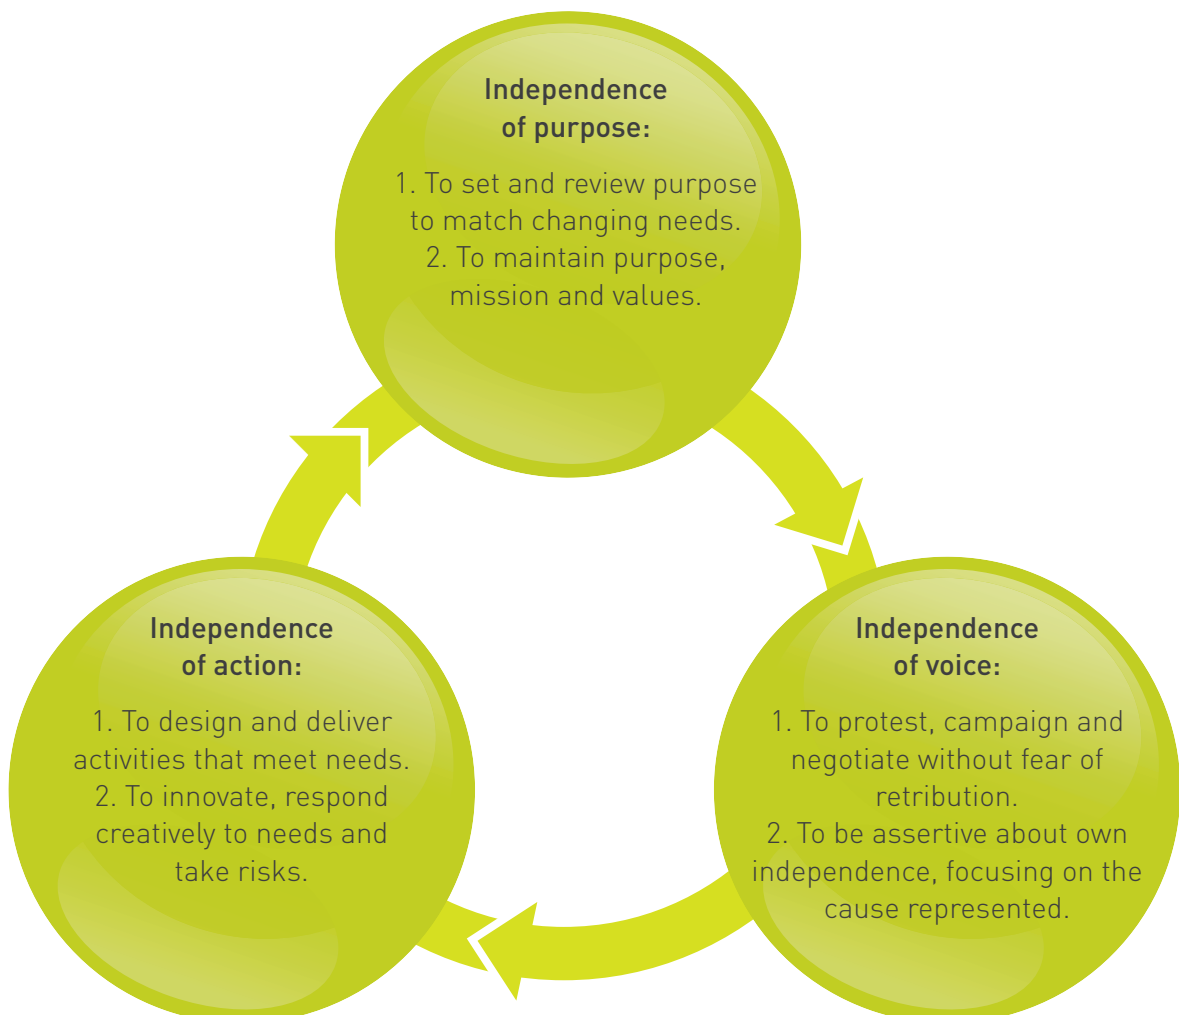 Independence
of purpose:
1. To set and review purpose
to match changing needs.
2. To maintain purpose,
mission and values.
Independence
of action:
1. To design and deliver
activities that meet needs.
2. To innovate, respond
creatively to needs and
take risks.
Independence
of voice:
1. To protest, campaign and
negotiate without fear of
retribution.
2. To be assertive about own
independence, focusing on the
cause represented.